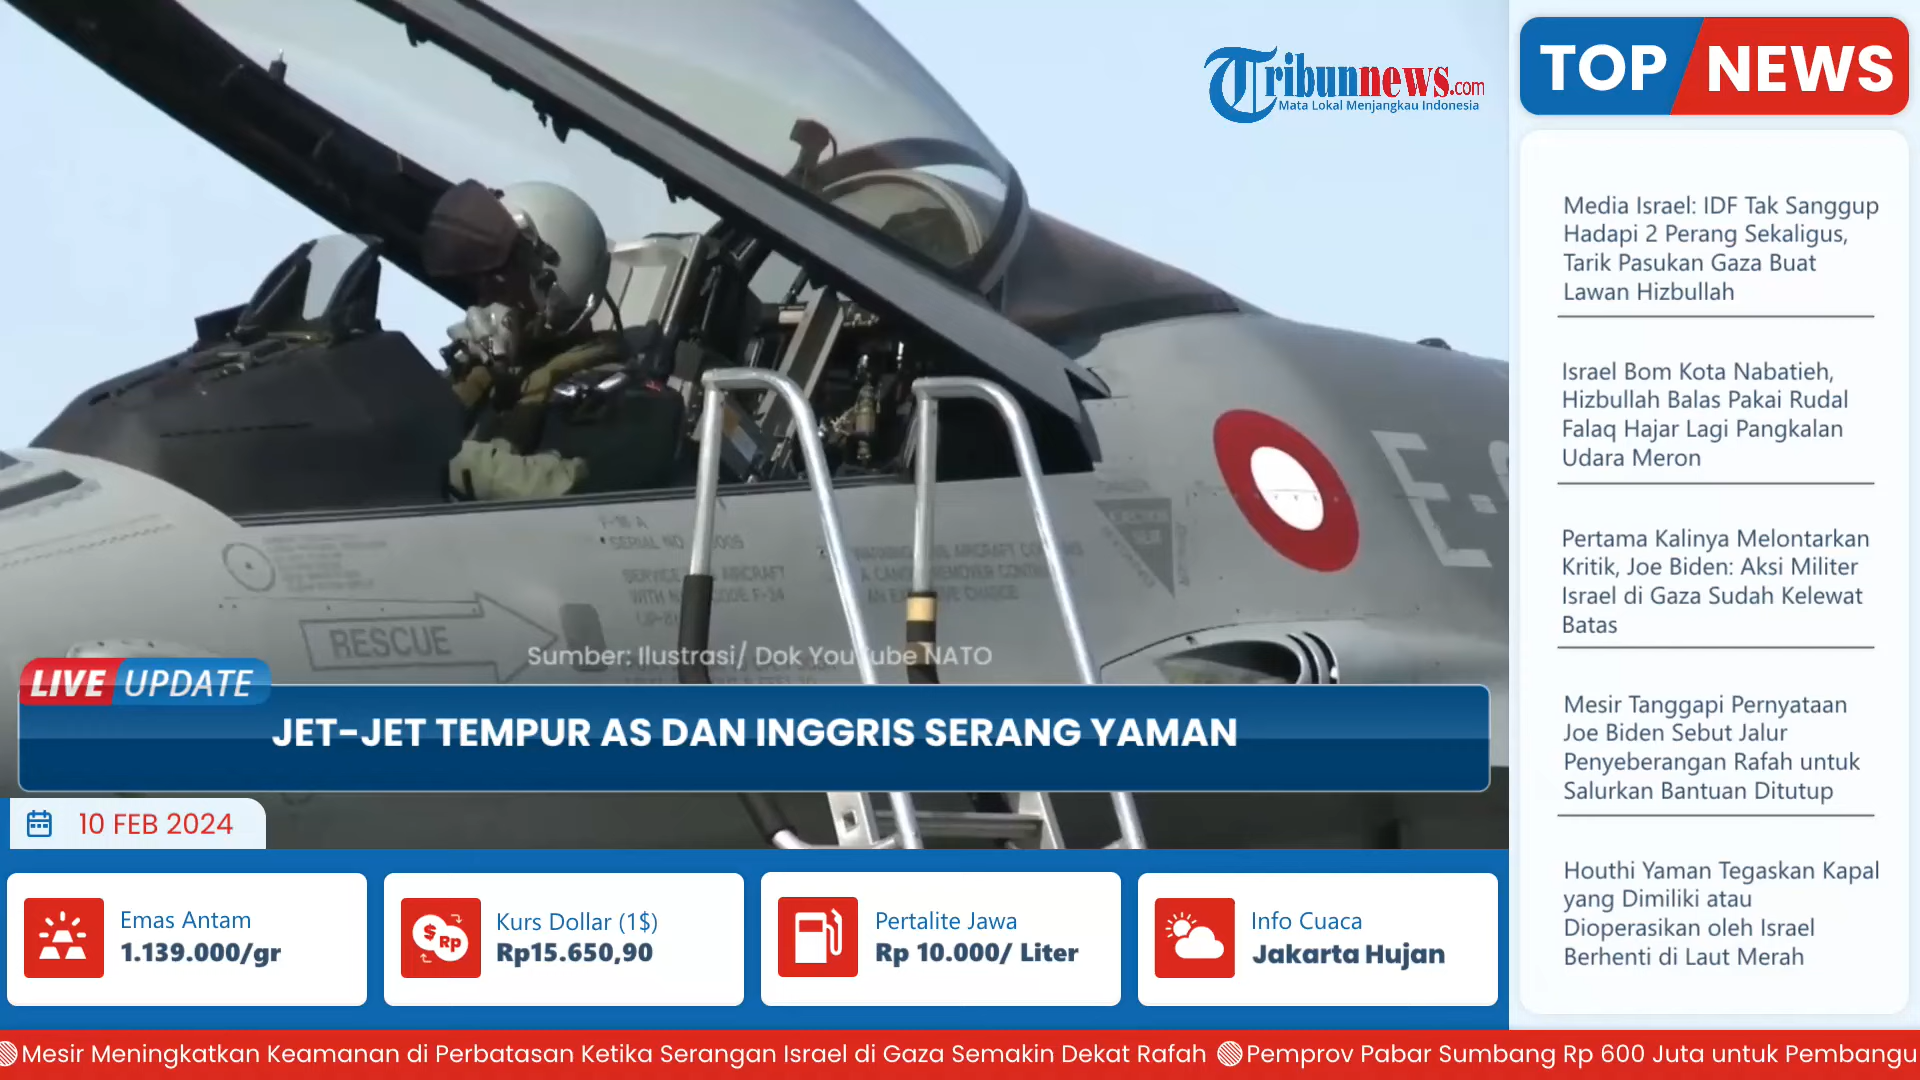 Tribunnews.com
Mata Lokal Menjangkau Indonesia
TOP NEWS
Media Israel: IDF Tak Sanggup
Hadapi 2 Perang Sekaligus,
Tarik Pasukan Gaza Buat
Lawan Hizbullah
Israel Bom Kota Nabatieh,
Hizbullah Balas Pakai Rudal
Falaq Hajar Lagi Pangkalan
Udara Meron
Pertama Kalinya Melontarkan
Kritik, Joe Biden: Aksi Militer
Israel di Gaza Sudah Kelewat
Batas
Mesir Tanggapi Pernyataan
Joe Biden Sebut Jalur
Penyeberangan Rafah untuk
Salurkan Bantuan Ditutup
Houthi Yaman Tegaskan Kapal
yang Dimiliki atau
Dioperasikan oleh Israel
Berhenti di Laut Merah
F-16 A
SERIAL NO
AIRCRAFT
RESCUE
Sumber: Ilustrasi/ Dok YouTube NATO
LIVE UPDATE
JET-JET TEMPUR AS DAN INGGRIS SERANG YAMAN
10 FEB 2024
Emas Antam
1.139.000/gr
$ Rp
Kurs Dollar (1$)
Rp15.650,90
Pertalite Jawa
Rp 10.000/ Liter
Info Cuaca
Jakarta Hujan
Mesir Meningkatkan Keamanan di Perbatasan Ketika Serangan Israel di Gaza Semakin Dekat Rafah Pemprov Pabar Sumbang Rp 600 Juta untuk Pembangu